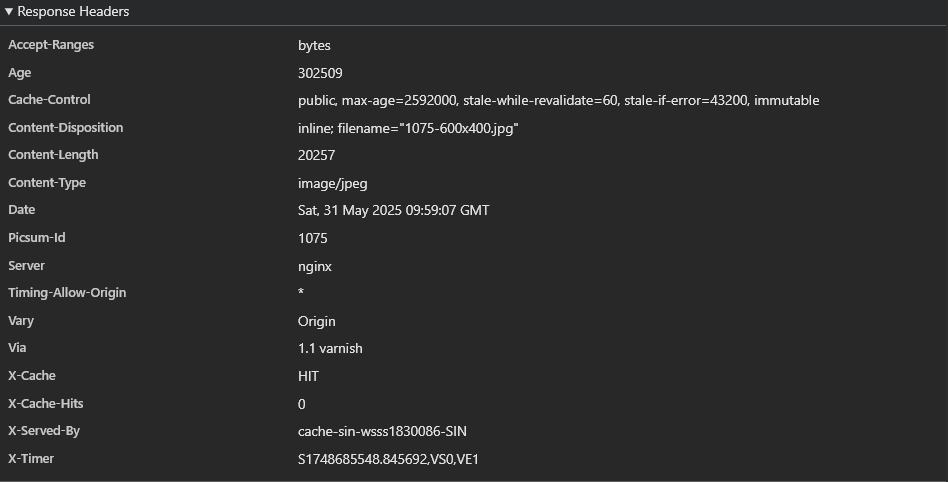 Response Headers
Accept-Ranges bytes
Age 302509
Cache-Control public, max-age=2592000, stale-while-revalidate=60, stale-if-error=43200, immutable
Content-Disposition inline; filename="1075-600x400.jpg"
Content-Length 20257
Content-Type image/jpeg
Date Sat, 31 May 2025 09:59:07 GMT
Picsum-Id 1075
Server nginx
Timing-Allow-Origin *
Vary Origin
Via 1.1 varnish
X-Cache HIT
X-Cache-Hits 0
X-Served-By cache-sin-wsss1830086-SIN
X-Timer S1748685548.845692,VS0,VE1